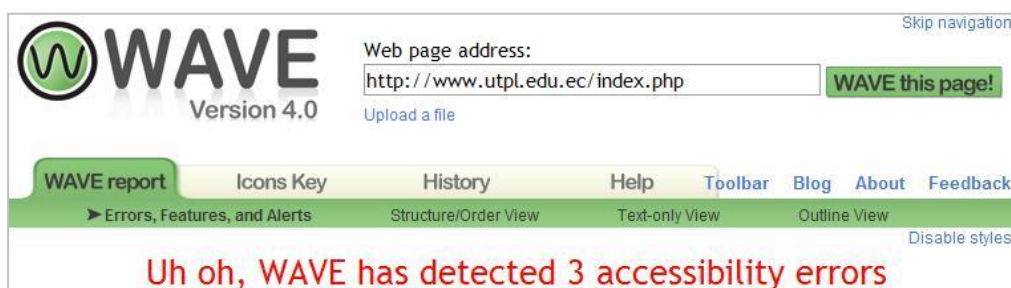 Skip navigation
WAVE
Version 4.0
Web page address:
http://www.utpl.edu.ec/index.php
WAVE this page!
Upload a file
WAVE report Icons Key History Help Toolbar Blog About Feedback
➤ Errors, Features, and Alerts Structure/Order View Text-only View Outline View
Disable styles
Uh oh, WAVE has detected 3 accessibility errors